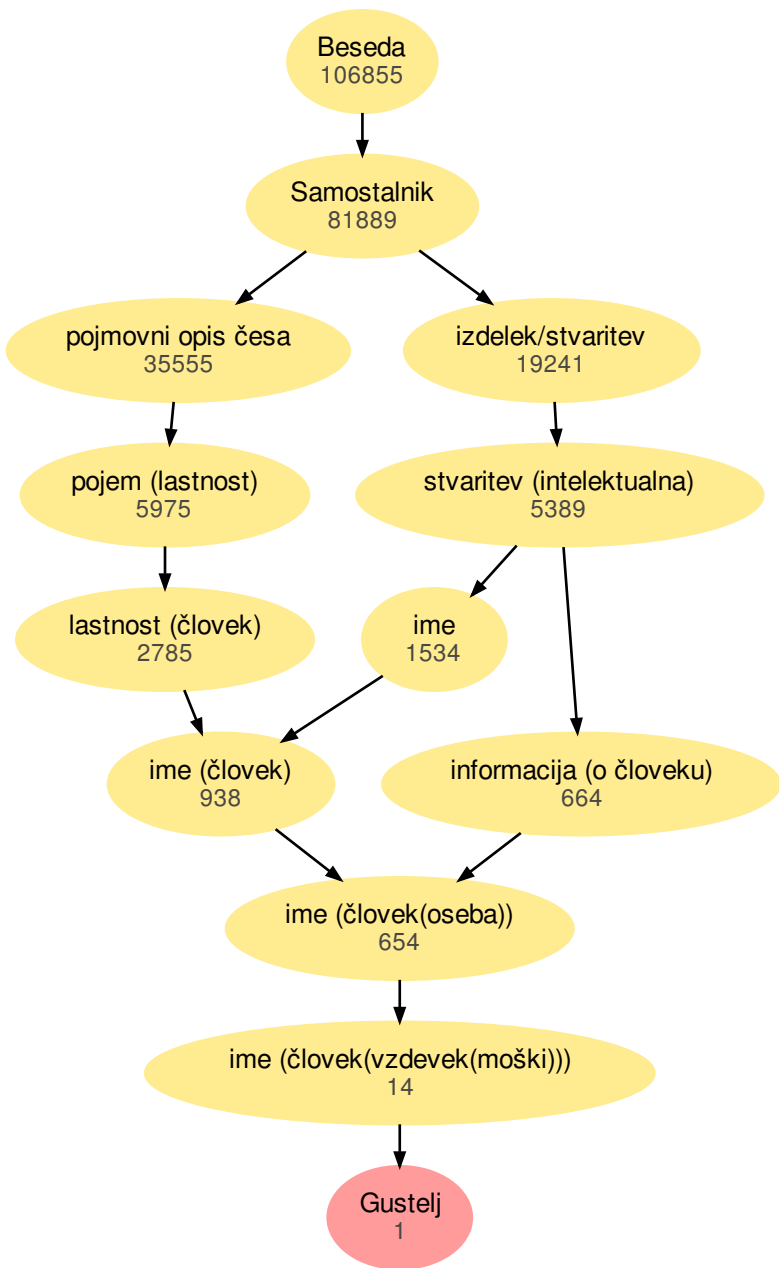 Beseda
106855
Samostalnik
81889
pojmovni opis česa
35555
izdelek/stvaritev
19241
pojem (lastnost)
5975
stvaritev (intelektualna)
5389
lastnost (človek)
2785
ime
1534
ime (človek)
938
informacija (o človeku)
664
ime (človek(oseba))
654
ime (človek(vzdevek(moški)))
14
Gustelj
1